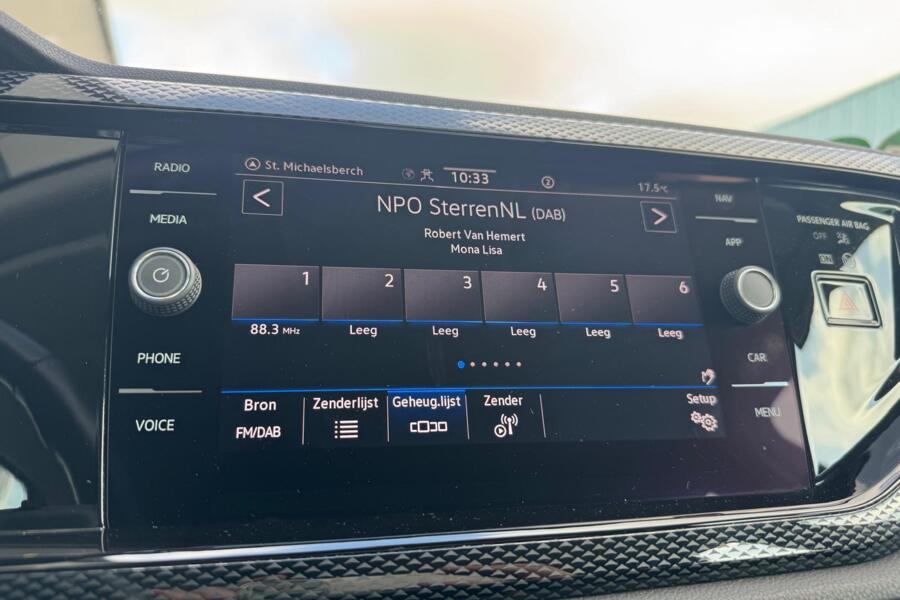 RADIO
MEDIA
PHONE
VOICE
St. Michaelsberch
10:33
2
17.5°C
<
NPO SterrenNL (DAB)
>
Robert Van Hemert
Mona Lisa
1 2 3 4 5 6
88.3 MHz Leeg Leeg Leeg Leeg Leeg
Bron Zenderlijst Geheug.lijst Zender Setup
FM/DAB
NAV
APP
CAR
MENU
PASSENGER AIR BAG
OFF
ON